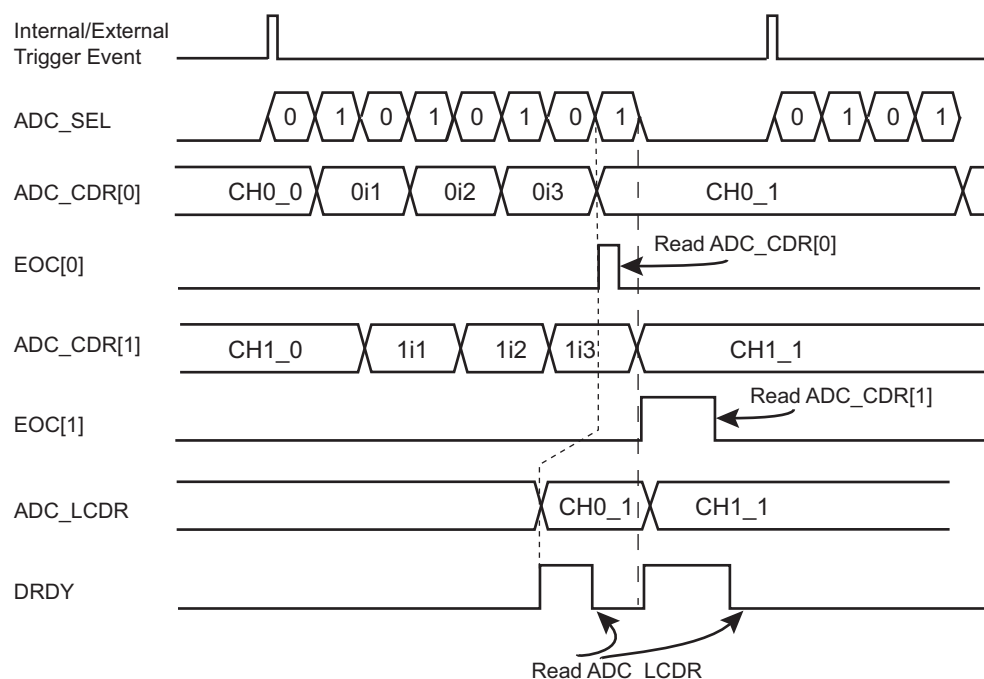 Internal/External
Trigger Event
ADC_SEL
0 1 0 1 0 1 0 1 0 1 0 1
ADC_CDR[0]
CH0_0 0i1 0i2 0i3 CH0_1
EOC[0]
Read ADC_CDR[0]
ADC_CDR[1]
CH1_0 1i1 1i2 1i3 CH1_1
EOC[1]
Read ADC_CDR[1]
ADC_LCDR
CH0_1 CH1_1
DRDY
Read ADC_LCDR